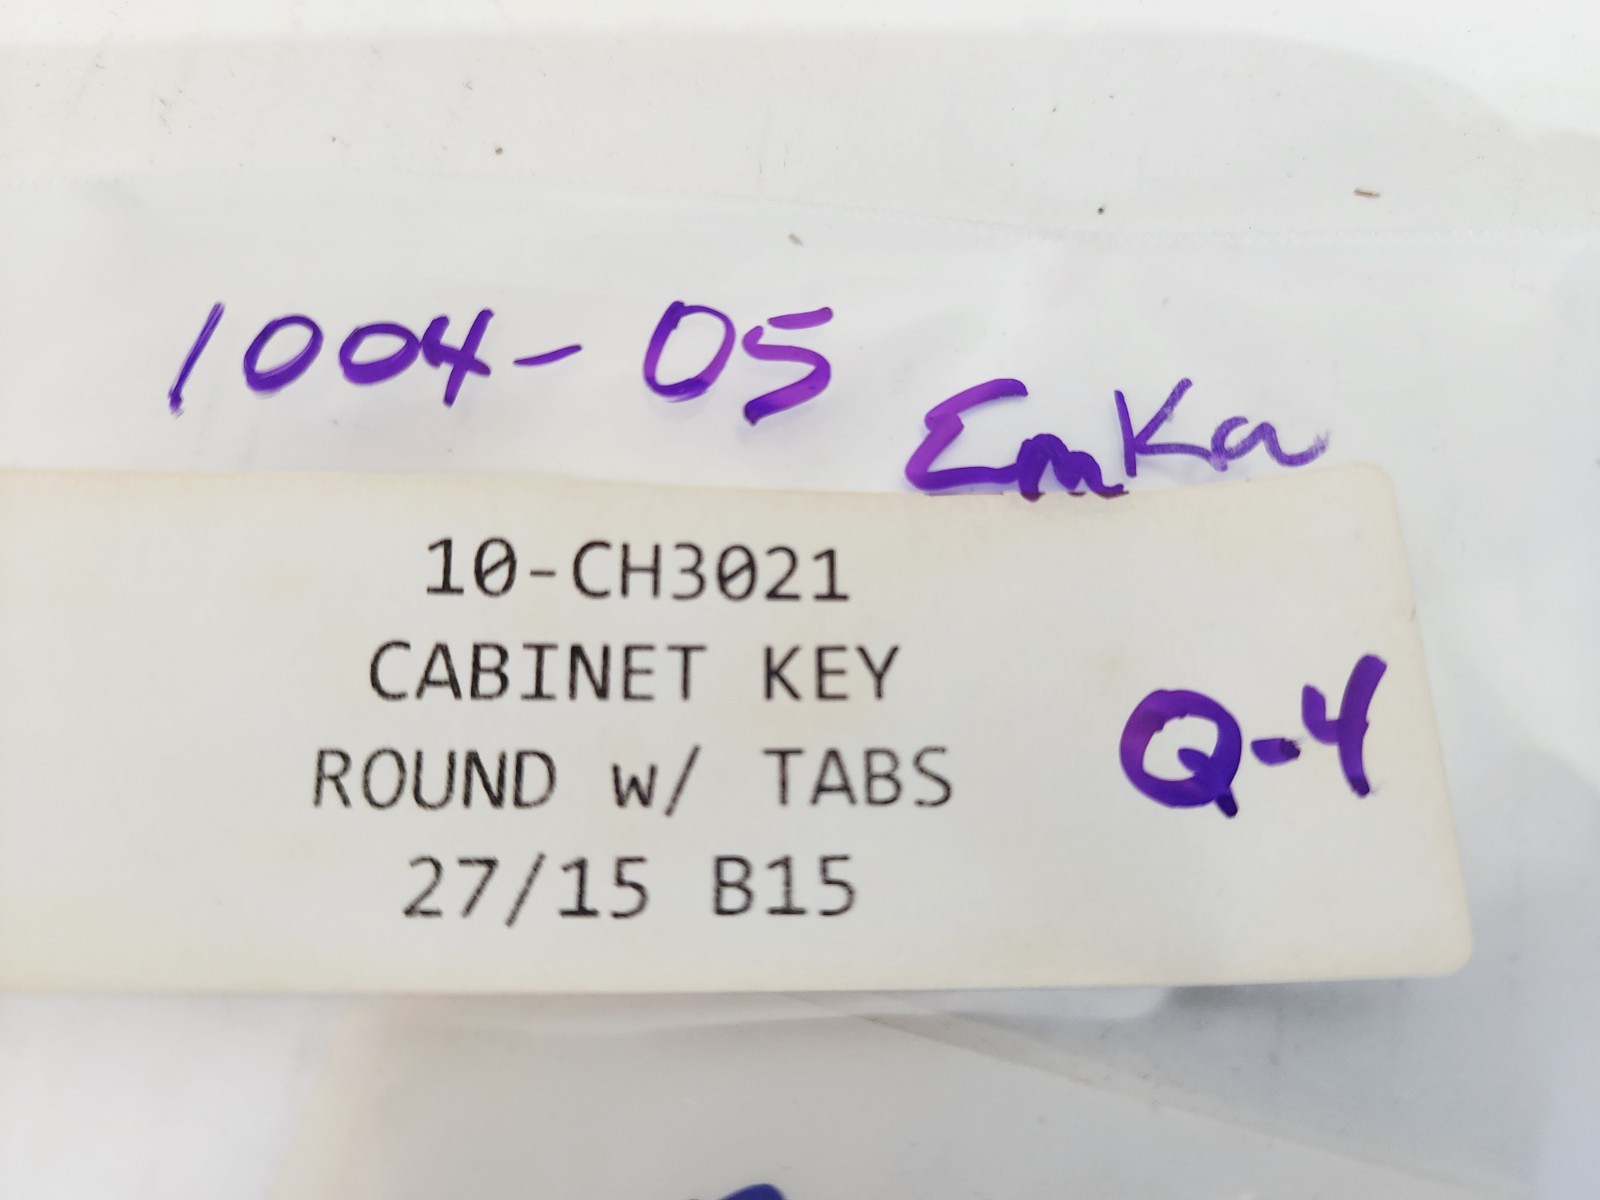 1004-05
EmKa
10-CH3021
CABINET KEY
ROUND w/ TABS
Q-4
27/15 B15